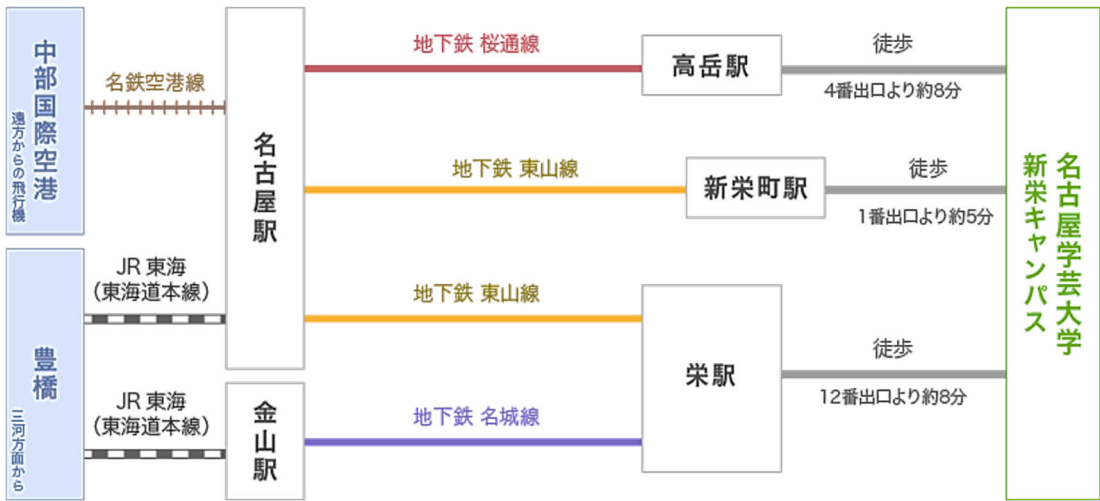 中部国際空港
遠方からの飛行機
名鉄空港線
名古屋駅
地下鉄 桜通線
高岳駅
徒歩
4番出口より約8分
地下鉄 東山線
新栄町駅
徒歩
1番出口より約5分
名古屋学芸大学
新栄キャンパス
豊橋
三河方面から
JR 東海
（東海道本線）
地下鉄 東山線
栄駅
徒歩
12番出口より約8分
JR 東海
（東海道本線）
金山駅
地下鉄 名城線